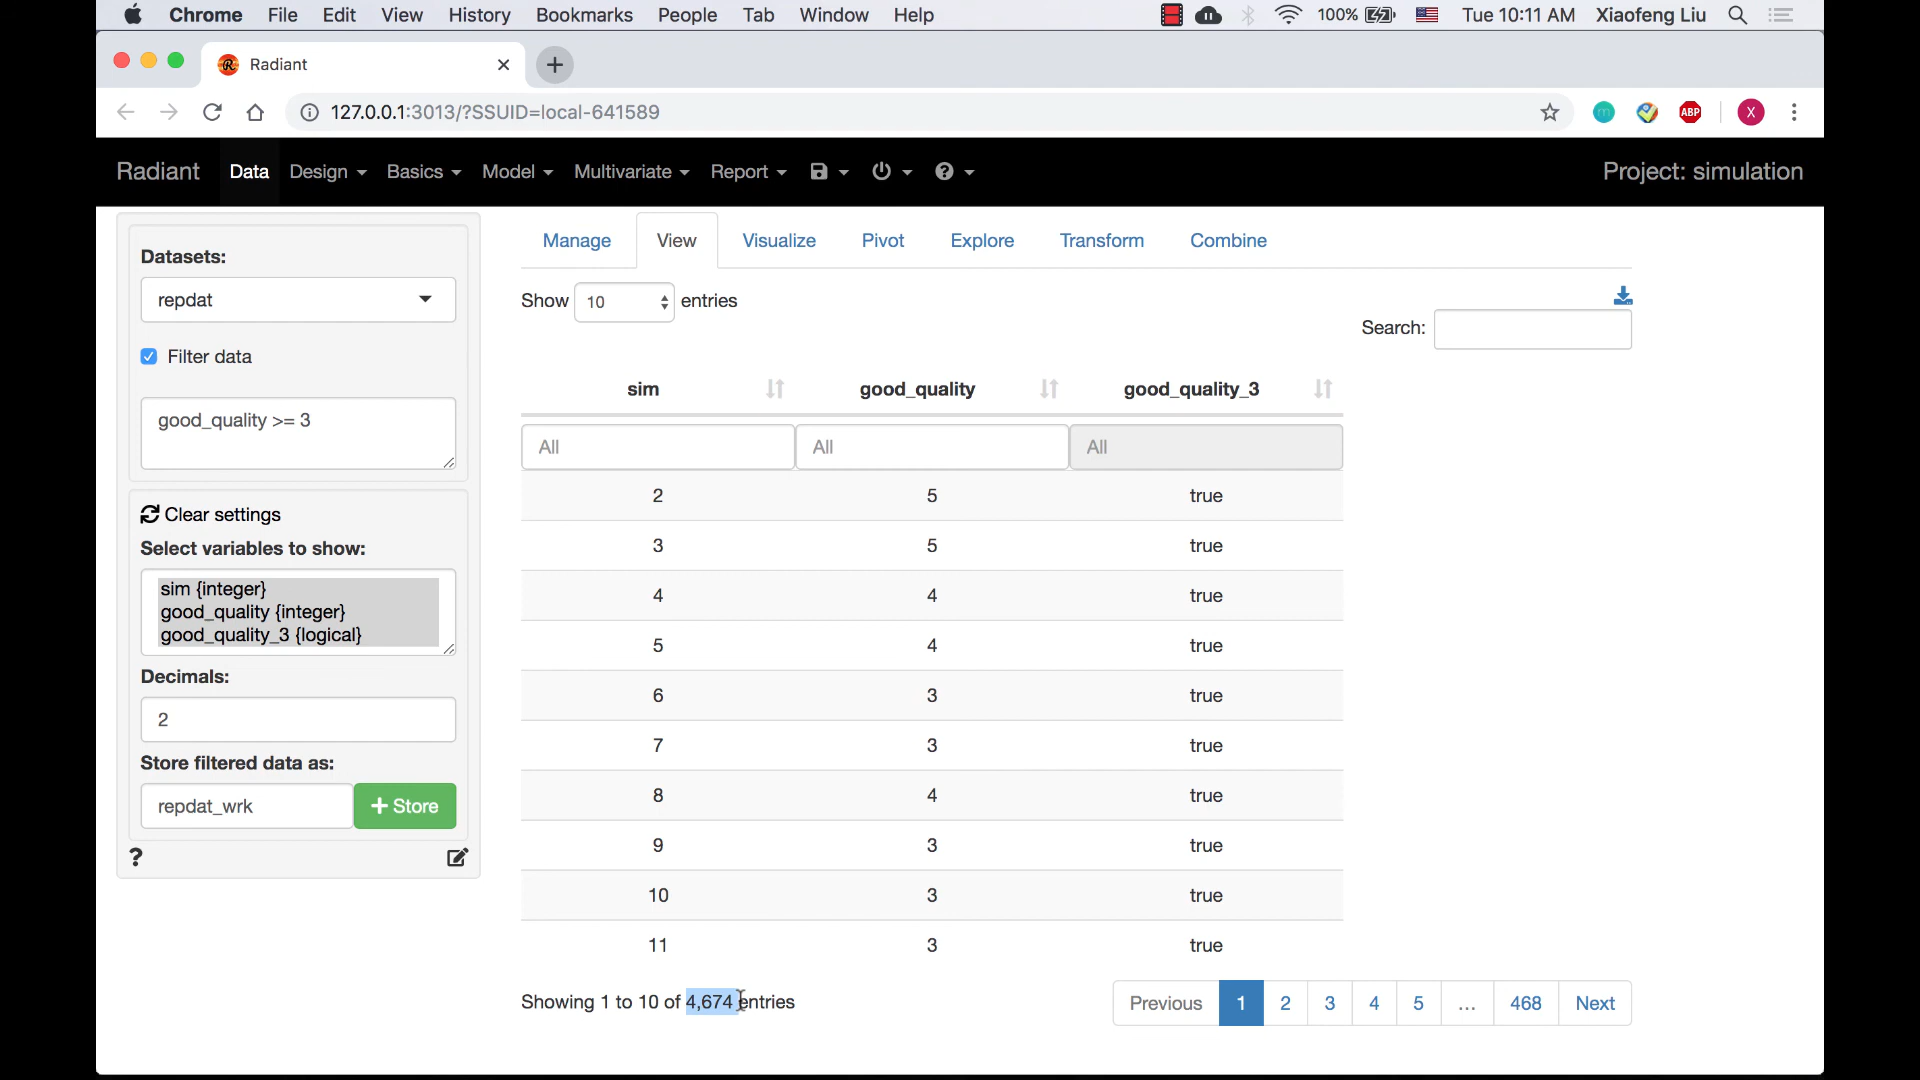 Chrome File Edit View History Bookmarks People Tab Window Help 100% Tue 10:11 AM Xiaofeng Liu
Radiant
127.0.0.1:3013/?SSUID=local-641589
m ABP X
Radiant Data Design Basics Model Multivariate Report Project: simulation
Datasets:
repdat
Filter data
good_quality >= 3
Clear settings
Select variables to show:
sim {integer}
good_quality {integer}
good_quality_3 {logical}
Decimals:
2
Store filtered data as:
repdat_wrk + Store
?
Manage View Visualize Pivot Explore Transform Combine
Show 10 entries
Search:
sim good_quality good_quality_3
All All All
2 5 true
3 5 true
4 4 true
5 4 true
6 3 true
7 3 true
8 4 true
9 3 true
10 3 true
11 3 true
Showing 1 to 10 of 4,674 entries
Previous 1 2 3 4 5 … 468 Next